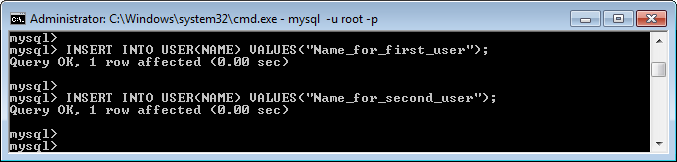 Administrator: C:\Windows\system32\cmd.exe - mysql -u root -p
mysql>
mysql> INSERT INTO USER(NAME) VALUES("Name_for_first_user");
Query OK, 1 row affected (0.00 sec)
mysql>
mysql> INSERT INTO USER(NAME) VALUES("Name_for_second_user");
Query OK, 1 row affected (0.00 sec)
mysql>
mysql>